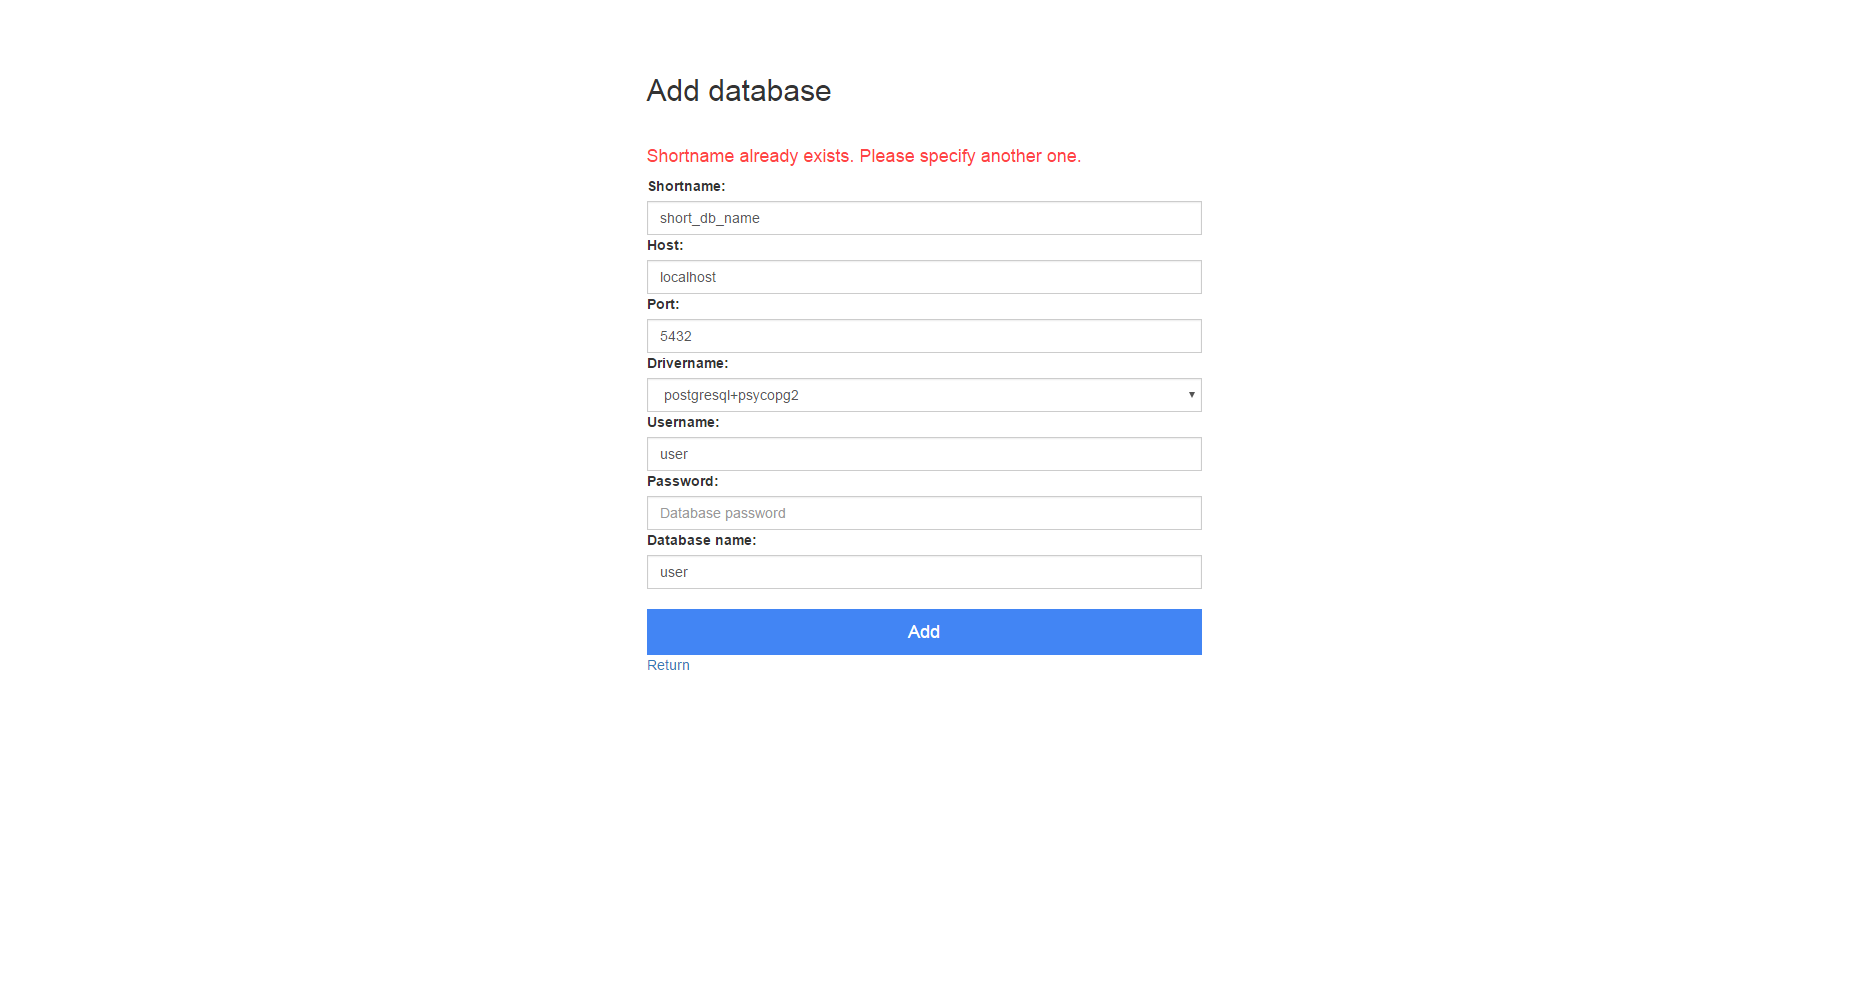 Add database
Shortname already exists. Please specify another one.
Shortname:
short_db_name
Host:
localhost
Port:
5432
Drivername:
postgresql+psycopg2
Username:
user
Password:
Database password
Database name:
user
Add
Return